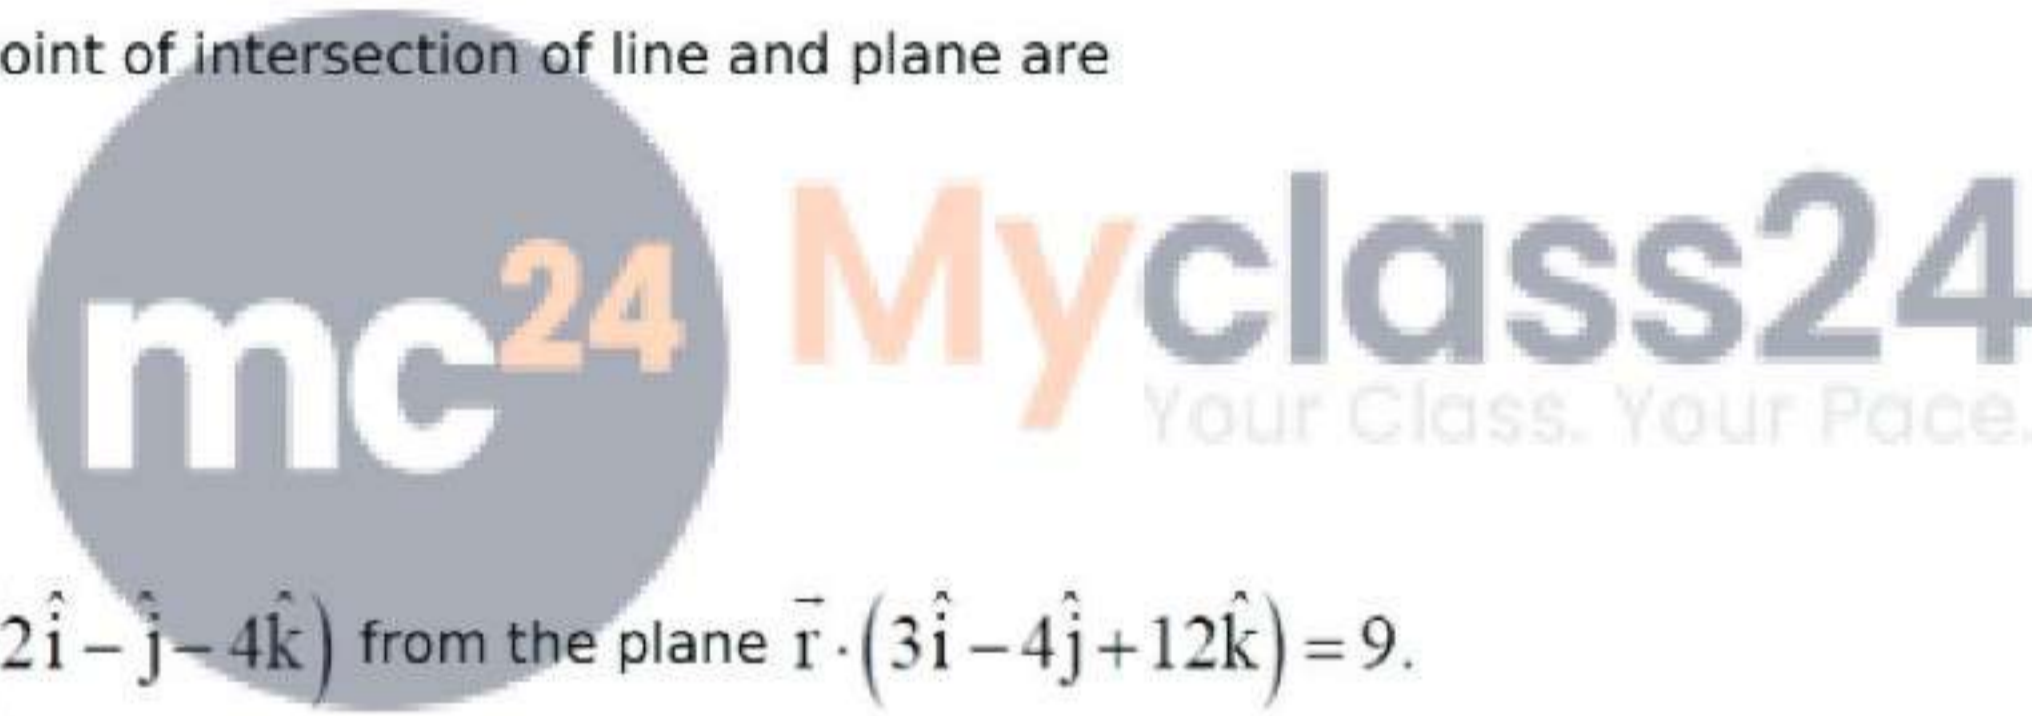 oint of intersection of line and plane are
mc24
Myclass24
Your Class. Your Pace.
2î − ĵ − 4k̂) from the plane r⃗ · (3î − 4ĵ + 12k̂) = 9.